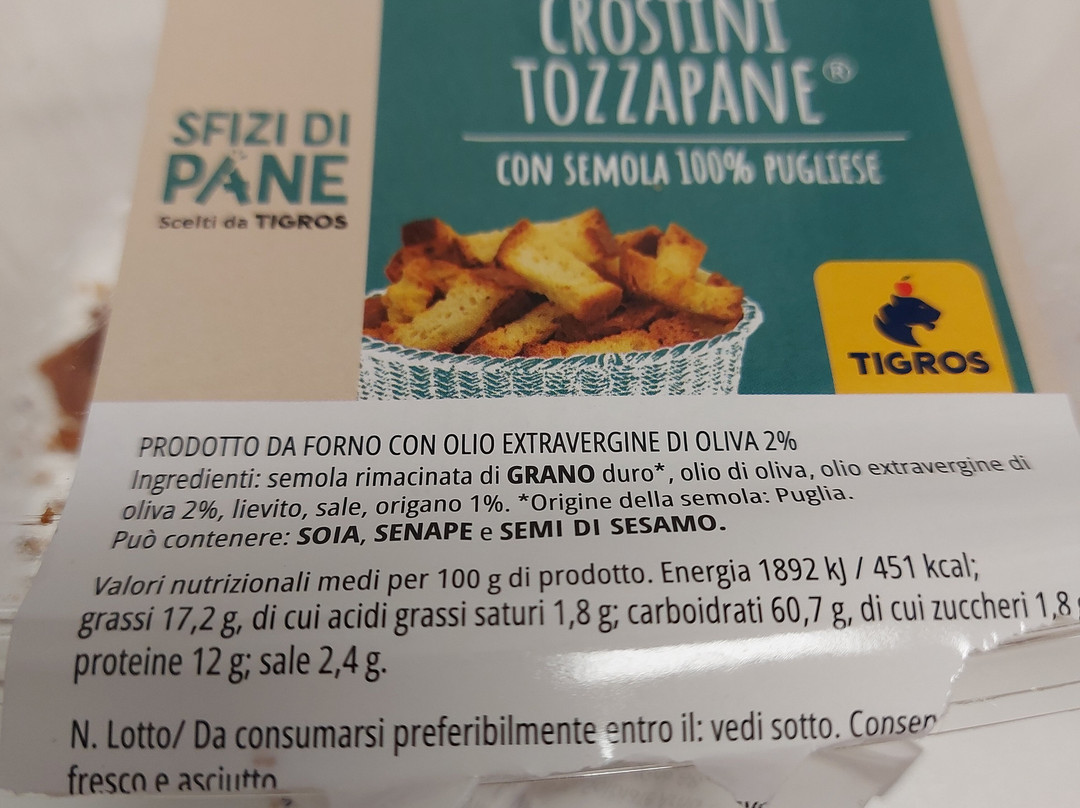 CROSTINI
TOZZAPANE®
CON SEMOLA 100% PUGLIESE
SFIZI DI
PANE
Scelti da TIGROS
TIGROS
PRODOTTO DA FORNO CON OLIO EXTRAVERGINE DI OLIVA 2%
Ingredienti: semola rimacinata di GRANO duro*, olio di oliva, olio extravergine di
oliva 2%, lievito, sale, origano 1%. *Origine della semola: Puglia.
Può contenere: SOIA, SENAPE e SEMI DI SESAMO.
Valori nutrizionali medi per 100 g di prodotto. Energia 1892 kJ / 451 kcal;
grassi 17,2 g, di cui acidi grassi saturi 1,8 g; carboidrati 60,7 g, di cui zuccheri 1,8
proteine 12 g; sale 2,4 g.
N. Lotto/ Da consumarsi preferibilmente entro il: vedi sotto. Conser
fresco e asciutto